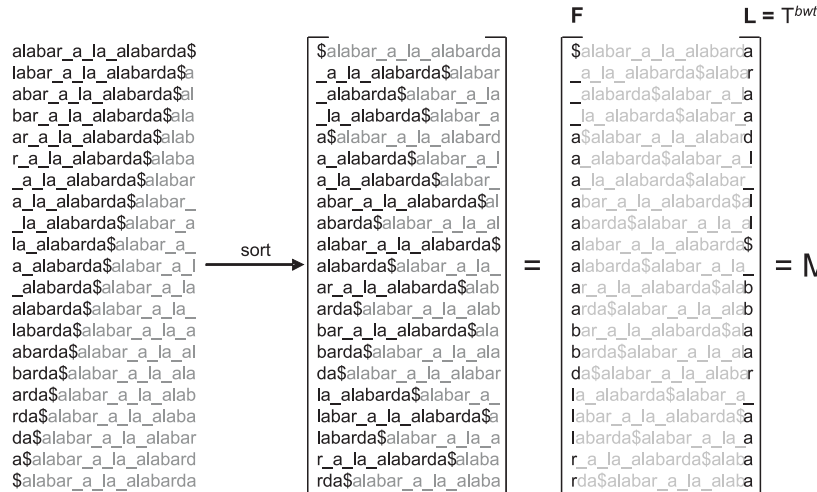 alabar_a_la_alabarda$
labar_a_la_alabarda$a
abar_a_la_alabarda$al
bar_a_la_alabarda$ala
ar_a_la_alabarda$alab
r_a_la_alabarda$alaba
_a_la_alabarda$alabar
a_la_alabarda$alabar_
_la_alabarda$alabar_a
la_alabarda$alabar_a_
a_alabarda$alabar_a_l
_alabarda$alabar_a_la
alabarda$alabar_a_la_
labarda$alabar_a_la_a
abarda$alabar_a_la_al
barda$alabar_a_la_ala
arda$alabar_a_la_alab
rda$alabar_a_la_alaba
da$alabar_a_la_alabar
a$alabar_a_la_alabard
$alabar_a_la_alabarda
sort
$alabar_a_la_alabarda
_a_la_alabarda$alabar
_alabarda$alabar_a_la
_la_alabarda$alabar_a
a$alabar_a_la_alabard
a_alabarda$alabar_a_l
a_la_alabarda$alabar_
abar_a_la_alabarda$al
abarda$alabar_a_la_al
alabar_a_la_alabarda$
alabarda$alabar_a_la_
ar_a_la_alabarda$alab
arda$alabar_a_la_alab
bar_a_la_alabarda$ala
barda$alabar_a_la_ala
da$alabar_a_la_alabar
la_alabarda$alabar_a_
labar_a_la_alabarda$a
labarda$alabar_a_la_a
r_a_la_alabarda$alaba
rda$alabar_a_la_alaba
=
F L = T^bwt
$alabar_a_la_alabarda
_a_la_alabarda$alabar
_alabarda$alabar_a_la
_la_alabarda$alabar_a
a$alabar_a_la_alabard
a_alabarda$alabar_a_l
a_la_alabarda$alabar_
abar_a_la_alabarda$al
abarda$alabar_a_la_al
alabar_a_la_alabarda$
alabarda$alabar_a_la_
ar_a_la_alabarda$alab
arda$alabar_a_la_alab
bar_a_la_alabarda$ala
barda$alabar_a_la_ala
da$alabar_a_la_alabar
la_alabarda$alabar_a_
labar_a_la_alabarda$a
labarda$alabar_a_la_a
r_a_la_alabarda$alaba
rda$alabar_a_la_alaba
= M